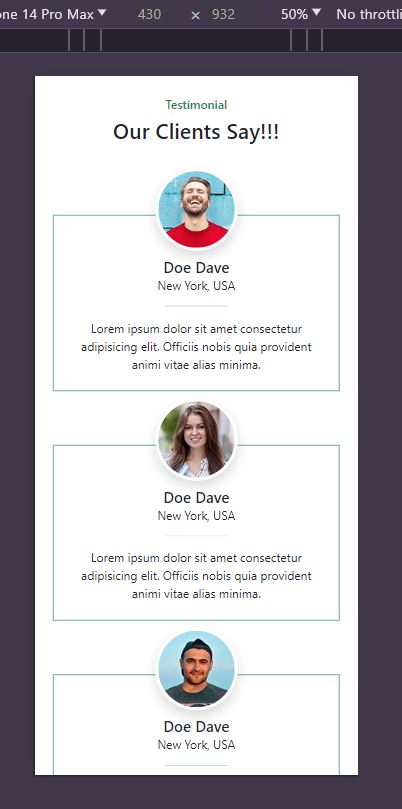 one 14 Pro Max ▼ 430 × 932 50% ▼ No throttli
Testimonial
Our Clients Say!!!
Doe Dave
New York, USA
Lorem ipsum dolor sit amet consectetur
adipisicing elit. Officiis nobis quia provident
animi vitae alias minima.
Doe Dave
New York, USA
Lorem ipsum dolor sit amet consectetur
adipisicing elit. Officiis nobis quia provident
animi vitae alias minima.
Doe Dave
New York, USA